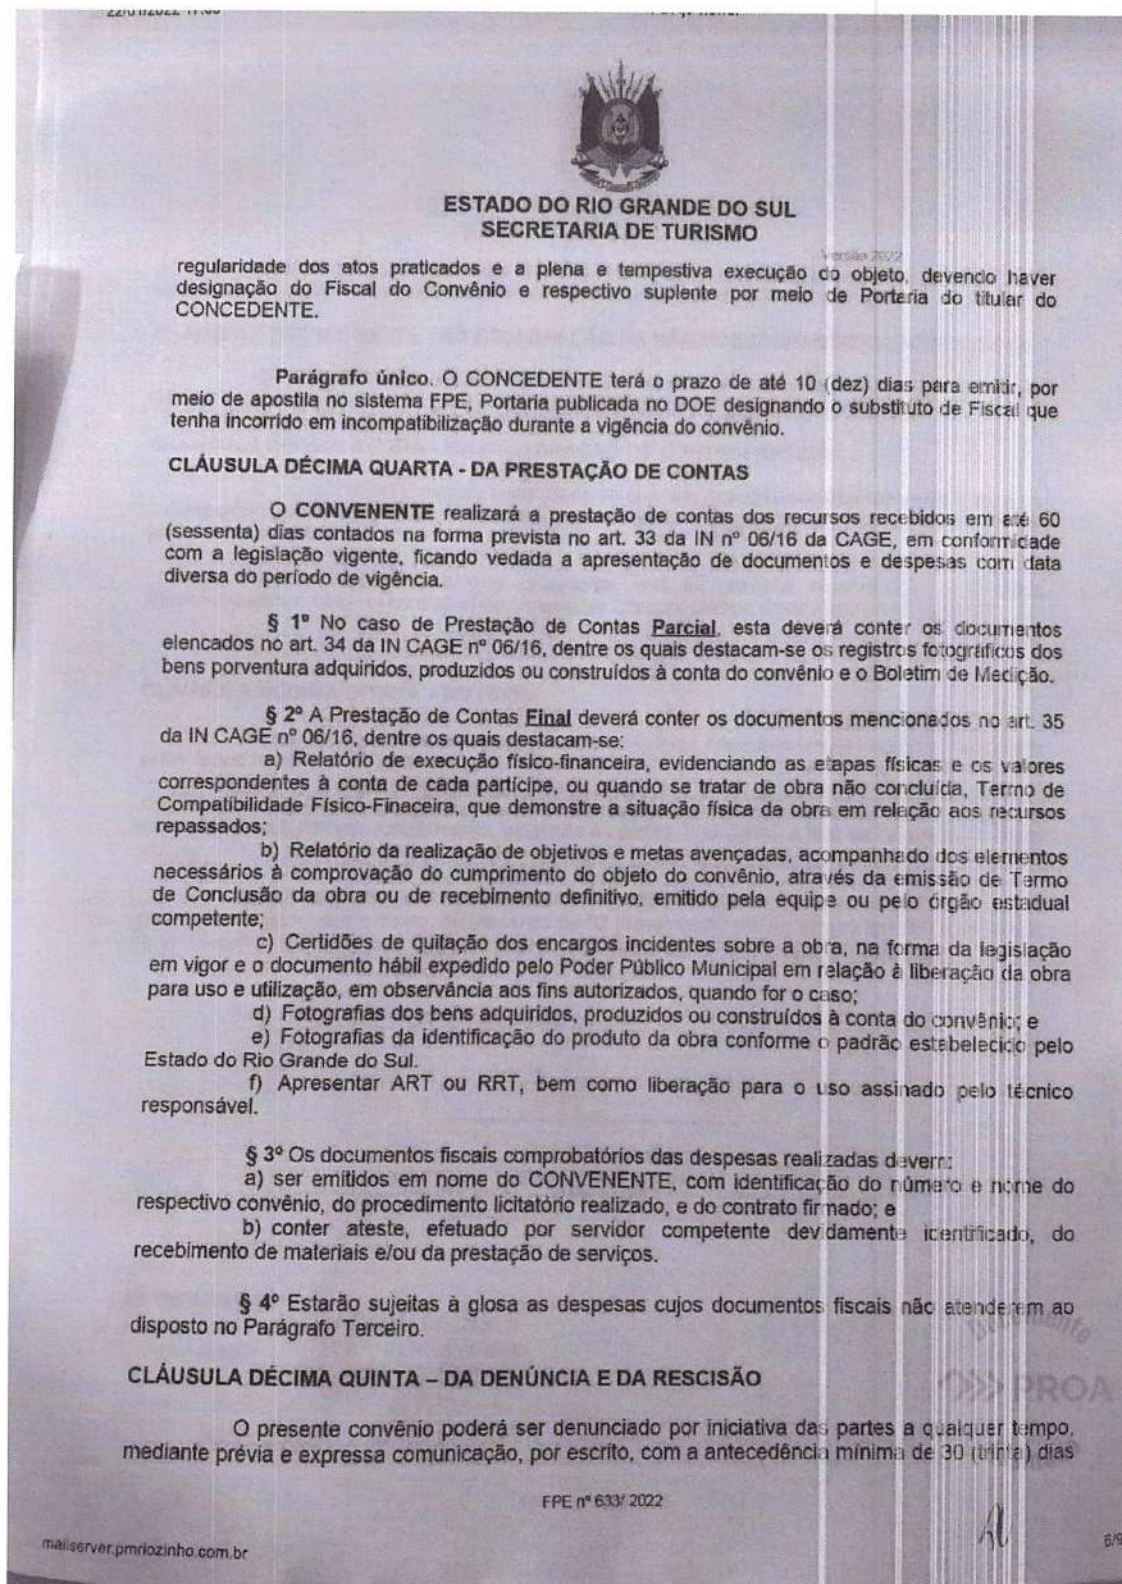 ESTADO DO RIO GRANDE DO SUL
SECRETARIA DE TURISMO
Versão 2022
regularidade dos atos praticados e a plena e tempestiva execução do objeto, devendo haver
designação do Fiscal do Convênio e respectivo suplente por meio de Portaria do titular do
CONCEDENTE.
Parágrafo único. O CONCEDENTE terá o prazo de até 10 (dez) dias para emitir, por
meio de apostila no sistema FPE, Portaria publicada no DOE designando o substituto de Fiscal que
tenha incorrido em incompatibilização durante a vigência do convênio.
CLÁUSULA DÉCIMA QUARTA - DA PRESTAÇÃO DE CONTAS
O CONVENENTE realizará a prestação de contas dos recursos recebidos em até 60
(sessenta) dias contados na forma prevista no art. 33 da IN nº 06/16 da CAGE, em conformidade
com a legislação vigente, ficando vedada a apresentação de documentos e despesas com data
diversa do período de vigência.
§ 1º No caso de Prestação de Contas Parcial, esta deverá conter os documentos
elencados no art. 34 da IN CAGE nº 06/16, dentre os quais destacam-se os registros fotográficos dos
bens porventura adquiridos, produzidos ou construídos à conta do convênio e o Boletim de Medição.
§ 2º A Prestação de Contas Final deverá conter os documentos mencionados no art. 35
da IN CAGE nº 06/16, dentre os quais destacam-se:
a) Relatório de execução físico-financeira, evidenciando as etapas físicas e os valores
correspondentes à conta de cada partícipe, ou quando se tratar de obra não concluída, Termo de
Compatibilidade Físico-Finaceira, que demonstre a situação física da obra em relação aos recursos
repassados;
b) Relatório da realização de objetivos e metas avençadas, acompanhado dos elementos
necessários à comprovação do cumprimento do objeto do convênio, através da emissão de Termo
de Conclusão da obra ou de recebimento definitivo, emitido pela equipe ou pelo órgão estadual
competente;
c) Certidões de quitação dos encargos incidentes sobre a obra, na forma da legislação
em vigor e o documento hábil expedido pelo Poder Público Municipal em relação à liberação da obra
para uso e utilização, em observância aos fins autorizados, quando for o caso;
d) Fotografias dos bens adquiridos, produzidos ou construídos à conta do convênio; e
e) Fotografias da identificação do produto da obra conforme o padrão estabelecido pelo
Estado do Rio Grande do Sul.
f) Apresentar ART ou RRT, bem como liberação para o uso assinado pelo técnico
responsável.
§ 3º Os documentos fiscais comprobatórios das despesas realizadas devem:
a) ser emitidos em nome do CONVENENTE, com identificação do número e nome do
respectivo convênio, do procedimento licitatório realizado, e do contrato firmado; e
b) conter ateste, efetuado por servidor competente devidamente identificado, do
recebimento de materiais e/ou da prestação de serviços.
§ 4º Estarão sujeitas à glosa as despesas cujos documentos fiscais não atenderem ao
disposto no Parágrafo Terceiro.
Documento
PROA
CLÁUSULA DÉCIMA QUINTA – DA DENÚNCIA E DA RESCISÃO
O presente convênio poderá ser denunciado por iniciativa das partes a qualquer tempo,
mediante prévia e expressa comunicação, por escrito, com a antecedência mínima de 30 (trinta) dias
FPE nº 633/ 2022
mailserver.pmriozinho.com.br
6/9